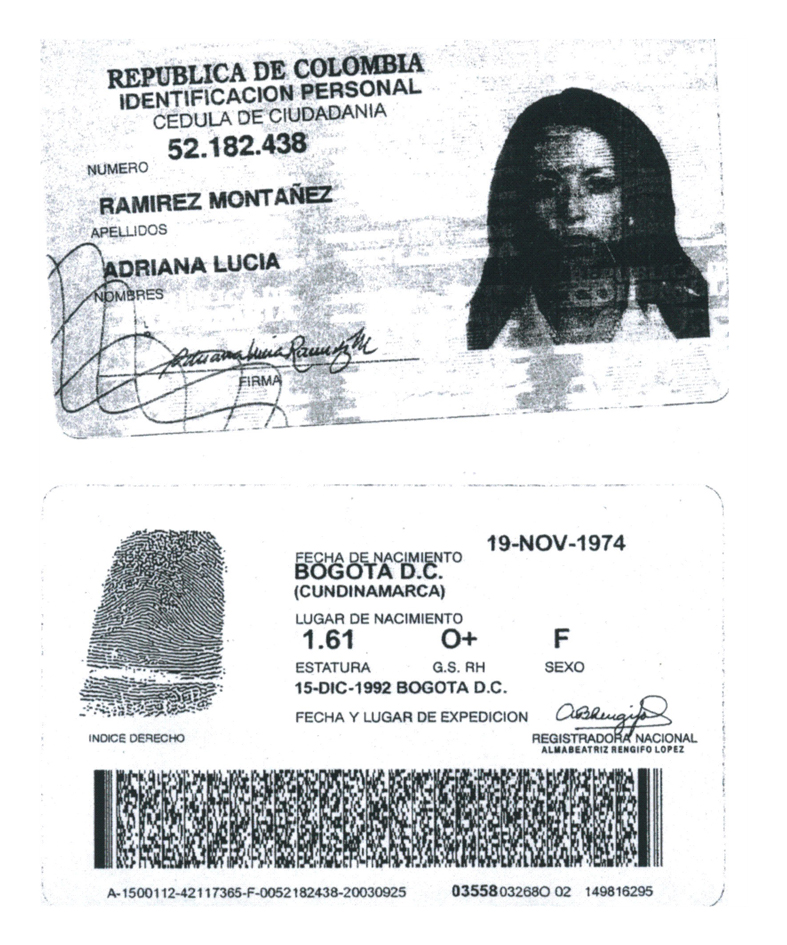 REPUBLICA DE COLOMBIA
IDENTIFICACION PERSONAL
CEDULA DE CIUDADANIA
52.182.438
NUMERO
RAMIREZ MONTAÑEZ
APELLIDOS
ADRIANA LUCIA
NOMBRES
Adriana Lucia Ramirez M
FIRMA
19-NOV-1974
FECHA DE NACIMIENTO
BOGOTA D.C.
(CUNDINAMARCA)
LUGAR DE NACIMIENTO
1.61 O+ F
ESTATURA G.S. RH SEXO
15-DIC-1992 BOGOTA D.C.
FECHA Y LUGAR DE EXPEDICION
INDICE DERECHO
REGISTRADORA NACIONAL
ALMABEATRIZ RENGIFO LOPEZ
A-1500112-42117365-F-0052182438-20030925 03558 03268O 02 149816295